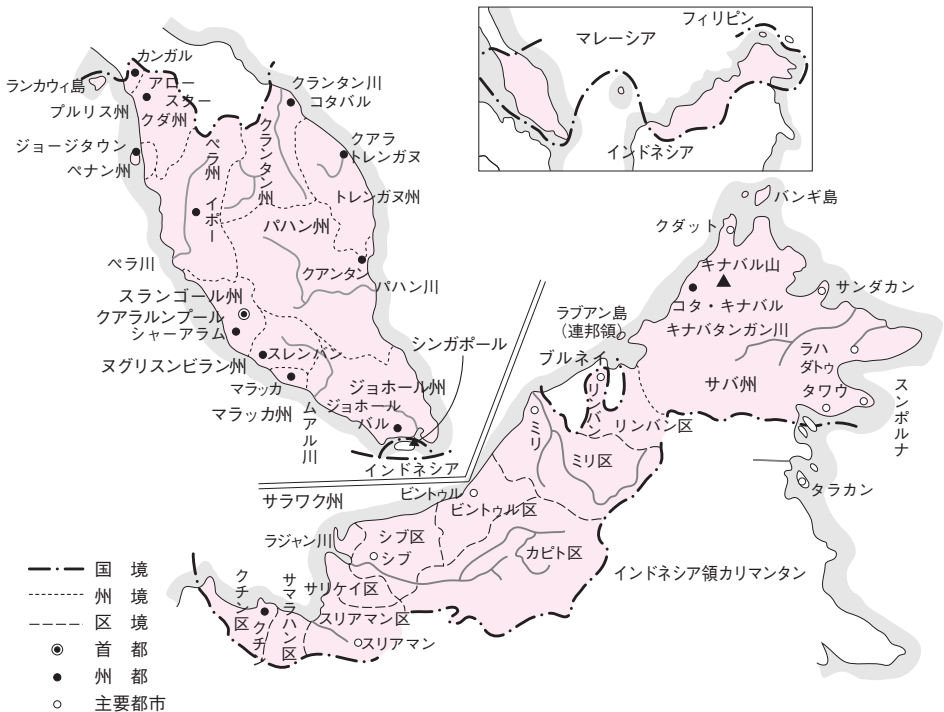 カンガル
ランカウィ島
アロー
スター
プルリス州
クダ州
ジョージタウン
ペナン州
ペラ州
クランタン州
クランタン川
コタバル
クアラ
トレンガヌ
トレンガヌ州
イポー
パハン州
ペラ川
クアンタン
パハン川
スランゴール州
クアラルンプール
シャーアラム
スレンバン
ヌグリスンビラン州
マラッカ
マラッカ州
ムアル川
ジョホール州
ジョホール
バル
シンガポール
インドネシア
フィリピン
マレーシア
インドネシア
バンギ島
クダット
キナバル山
サンダカン
コタ・キナバル
キナバタンガン川
ラブアン島
（連邦領）
ブルネイ
ラハ
ダトゥ
サバ州
タワウ
スンポルナ
リンバン
リンバン区
ミリ
ミリ区
タラカン
サラワク州
ビントゥル
ビントゥル区
ラジャン川
シブ区
シブ
カピト区
サリケイ区
インドネシア領カリマンタン
クチン区
クチン
サマラハン区
スリアマン区
スリアマン
国 境
州 境
区 境
首 都
州 都
主要都市